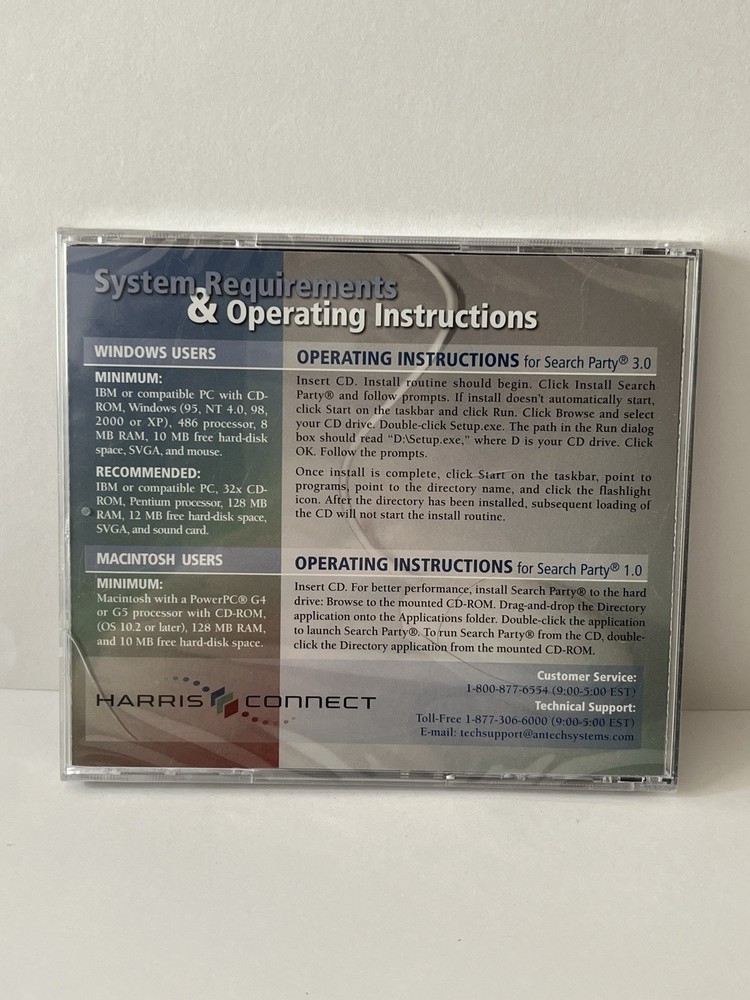 System Requirements
& Operating Instructions
WINDOWS USERS
MINIMUM:
IBM or compatible PC with CD-
ROM, Windows (95, NT 4.0, 98,
2000 or XP), 486 processor, 8
MB RAM, 10 MB free hard-disk
space, SVGA, and mouse.
RECOMMENDED:
IBM or compatible PC, 32x CD-
ROM, Pentium processor, 128 MB
RAM, 12 MB free hard-disk space,
SVGA, and sound card.
OPERATING INSTRUCTIONS for Search Party® 3.0
Insert CD. Install routine should begin. Click Install Search
Party® and follow prompts. If install doesn't automatically start,
click Start on the taskbar and click Run. Click Browse and select
your CD drive. Double-click Setup.exe. The path in the Run dialog
box should read "D:\Setup.exe," where D is your CD drive. Click
OK. Follow the prompts.
Once install is complete, click Start on the taskbar, point to
programs, point to the directory name, and click the flashlight
icon. After the directory has been installed, subsequent loading of
the CD will not start the install routine.
MACINTOSH USERS
MINIMUM:
Macintosh with a PowerPC® G4
or G5 processor with CD-ROM,
(OS 10.2 or later), 128 MB RAM,
and 10 MB free hard-disk space.
OPERATING INSTRUCTIONS for Search Party® 1.0
Insert CD. For better performance, install Search Party® to the hard
drive: Browse to the mounted CD-ROM. Drag-and-drop the Directory
application onto the Applications folder. Double-click the application
to launch Search Party®. To run Search Party® from the CD, double-
click the Directory application from the mounted CD-ROM.
HARRIS CONNECT
Customer Service:
1-800-877-6554 (9:00-5:00 EST)
Technical Support:
Toll-Free 1-877-306-6000 (9:00-5:00 EST)
E-mail: techsupport@antechsystems.com